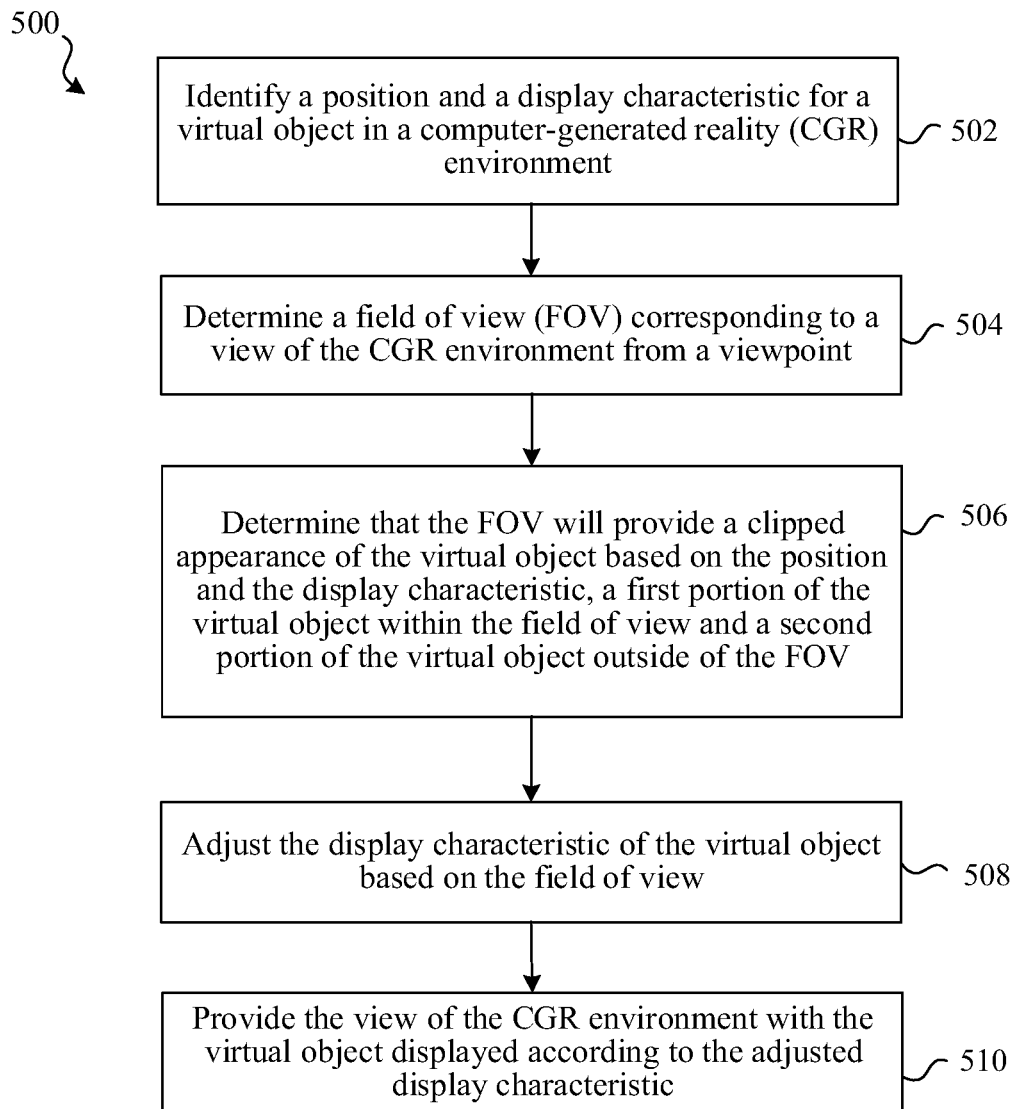 500
Identify a position and a display characteristic for a
virtual object in a computer-generated reality (CGR)
environment
502
Determine a field of view (FOV) corresponding to a
view of the CGR environment from a viewpoint
504
Determine that the FOV will provide a clipped
appearance of the virtual object based on the position
and the display characteristic, a first portion of the
virtual object within the field of view and a second
portion of the virtual object outside of the FOV
506
Adjust the display characteristic of the virtual object
based on the field of view
508
Provide the view of the CGR environment with the
virtual object displayed according to the adjusted
display characteristic
510